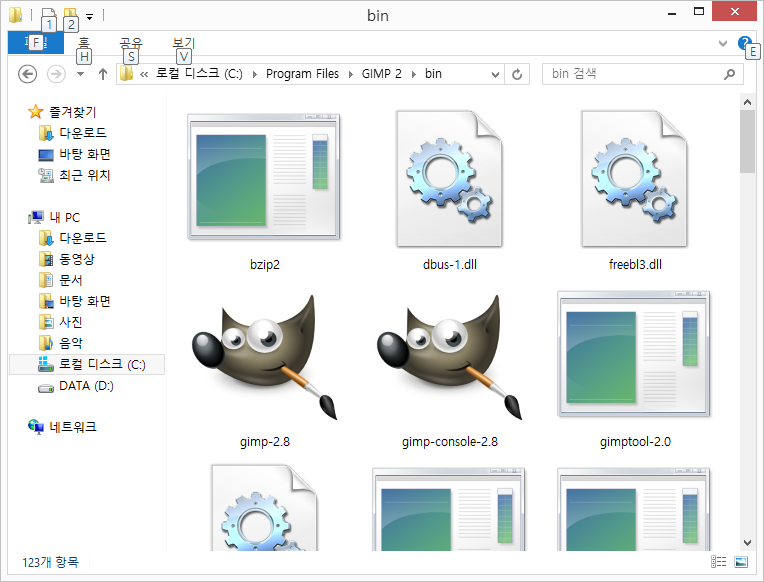 bin
1 2
파일 홈 공유 보기
F H S V E
« 로컬 디스크 (C:) Program Files GIMP 2 bin
bin 검색
즐겨찾기
다운로드
바탕 화면
최근 위치
내 PC
다운로드
동영상
문서
바탕 화면
사진
음악
로컬 디스크 (C:)
DATA (D:)
네트워크
bzip2 dbus-1.dll freebl3.dll
gimp-2.8 gimp-console-2.8 gimptool-2.0
123개 항목